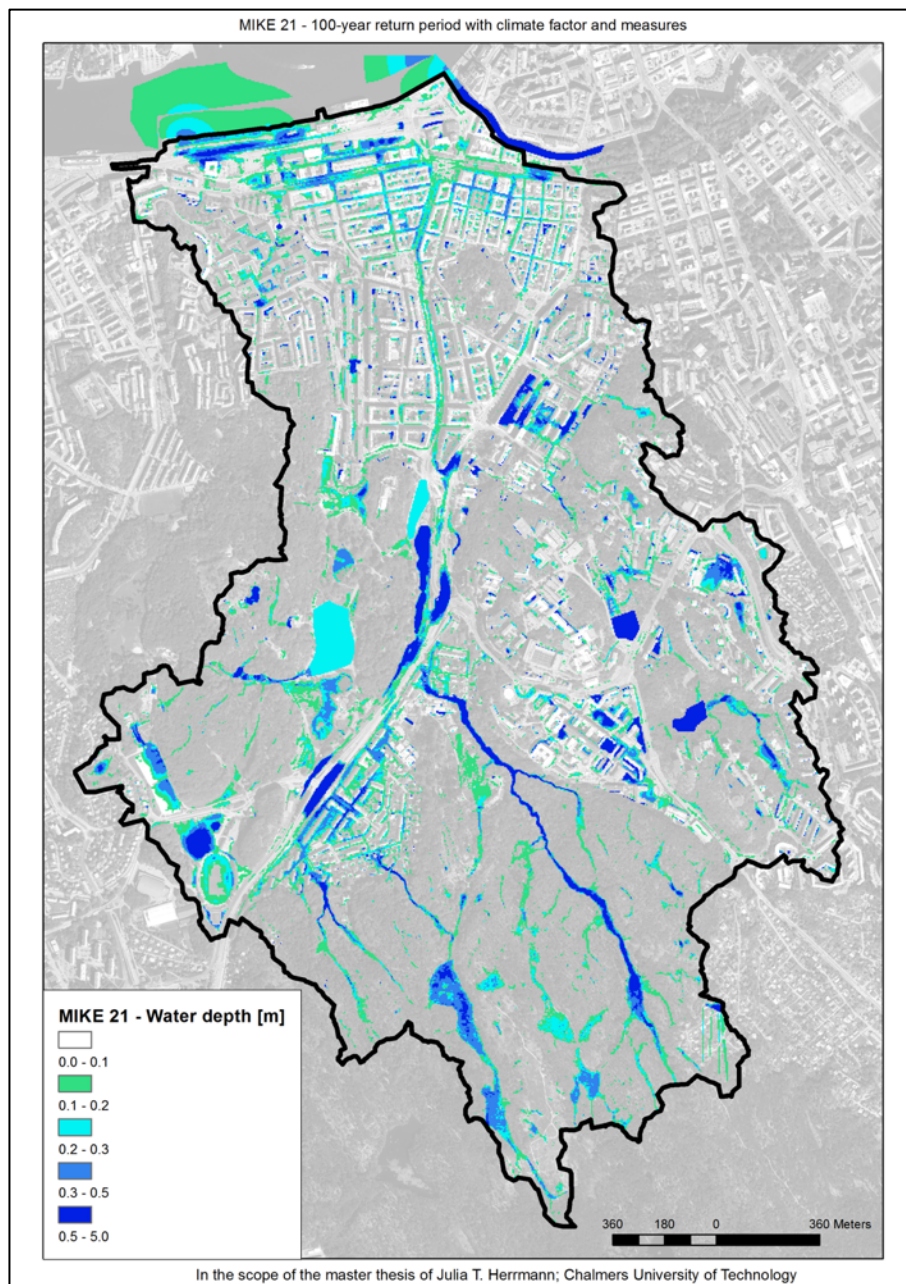 MIKE 21 - 100-year return period with climate factor and measures
MIKE 21 - Water depth [m]
0.0 - 0.1
0.1 - 0.2
0.2 - 0.3
0.3 - 0.5
0.5 - 5.0
360 180 0 360 Meters
In the scope of the master thesis of Julia T. Herrmann; Chalmers University of Technology